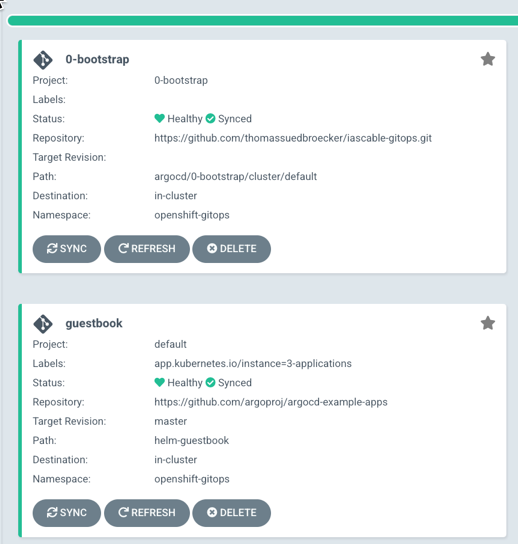 0-bootstrap
Project: 0-bootstrap
Labels:
Status: Healthy Synced
Repository: https://github.com/thomassuedbroecker/iascable-gitops.git
Target Revision:
Path: argocd/0-bootstrap/cluster/default
Destination: in-cluster
Namespace: openshift-gitops
SYNC REFRESH DELETE
guestbook
Project: default
Labels: app.kubernetes.io/instance=3-applications
Status: Healthy Synced
Repository: https://github.com/argoproj/argocd-example-apps
Target Revision: master
Path: helm-guestbook
Destination: in-cluster
Namespace: openshift-gitops
SYNC REFRESH DELETE